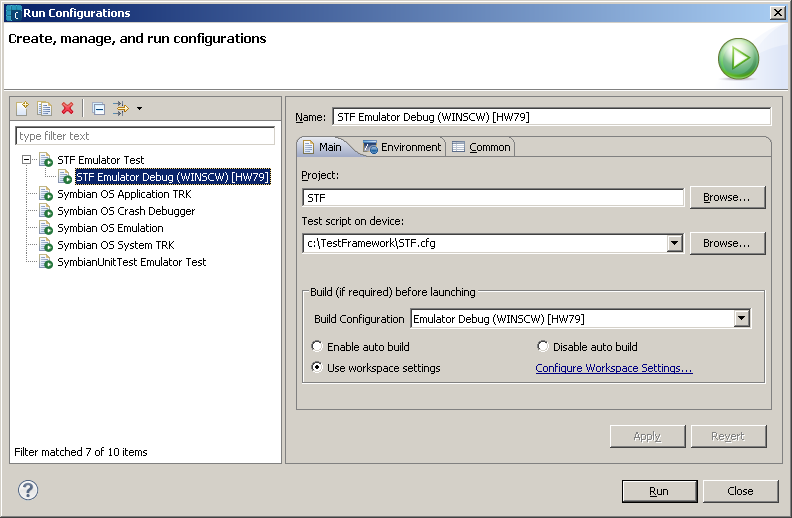 Run Configurations
Create, manage, and run configurations
type filter text
STF Emulator Test
STF Emulator Debug (WINSCW) [HW79]
Symbian OS Application TRK
Symbian OS Crash Debugger
Symbian OS Emulation
Symbian OS System TRK
SymbianUnitTest Emulator Test
Filter matched 7 of 10 items
Name: STF Emulator Debug (WINSCW) [HW79]
Main Environment Common
Project:
STF Browse...
Test script on device:
c:\TestFramework\STF.cfg Browse...
Build (if required) before launching
Build Configuration Emulator Debug (WINSCW) [HW79]
Enable auto build Disable auto build
Use workspace settings Configure Workspace Settings...
Apply Revert
? Run Close